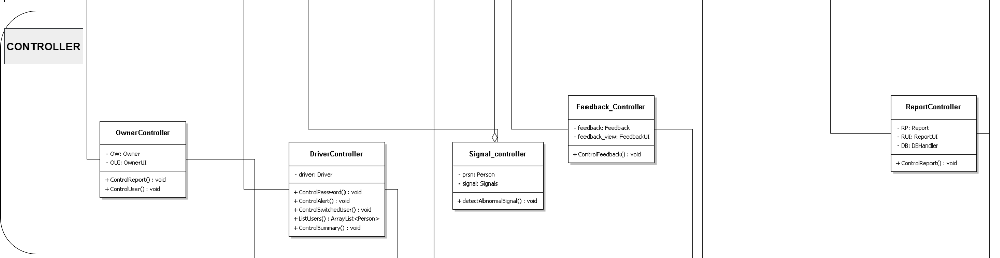 CONTROLLER
OwnerController
- OW: Owner
- OUI: OwnerUI
+ ControlReport() : void
+ ControlUser() : void
DriverController
- driver: Driver
+ ControlPassword() : void
+ ControlAlert() : void
+ ControlSwitchedUser() : void
+ ListUsers() : ArrayList<Person>
+ ControlSummary() : void
Signal_controller
- prsn: Person
- signal: Signals
+ detectAbnormalSignal() : void
Feedback_Controller
- feedback: Feedback
- feedback_view: FeedbackUI
+ ControlFeedback() : void
ReportController
- RP: Report
- RUI: ReportUI
- DB: DBHandler
+ ControlReport() : void